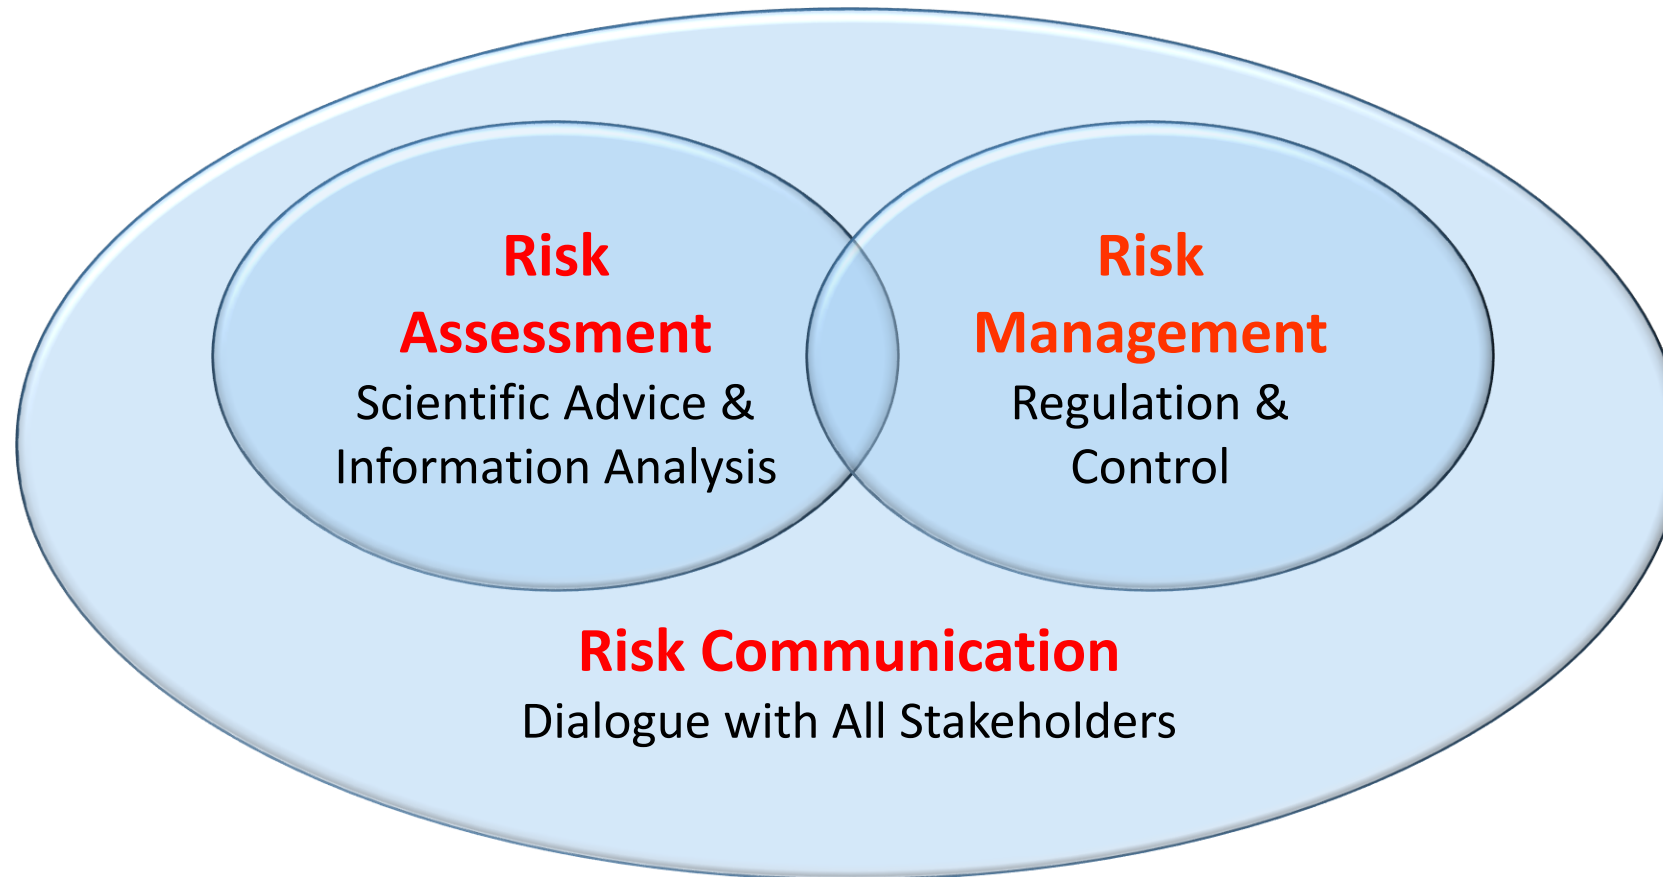 Risk
Assessment
Scientific Advice &
Information Analysis
Risk
Management
Regulation &
Control
Risk Communication
Dialogue with All Stakeholders